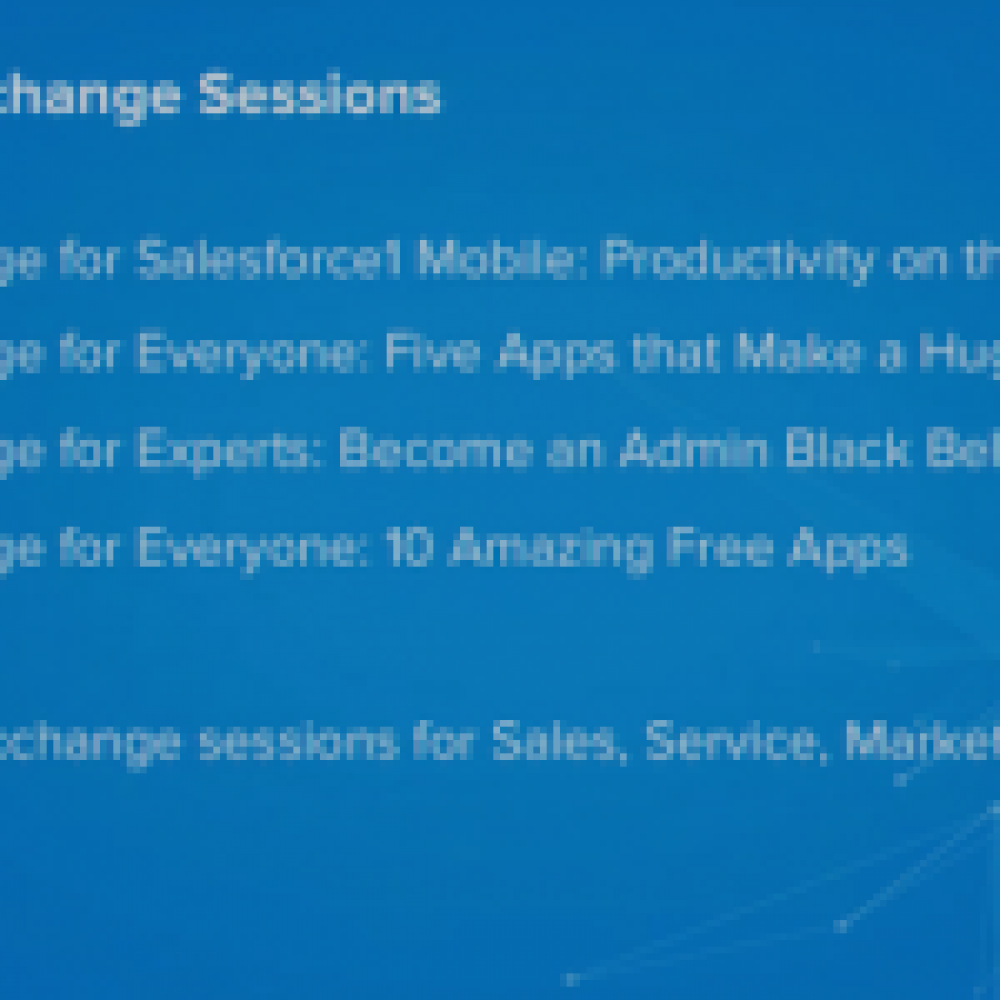 change Sessions
ge for Salesforce1 Mobile: Productivity on th
ge for Everyone: Five Apps that Make a Hug
ge for Experts: Become an Admin Black Bel
ge for Everyone: 10 Amazing Free Apps
xchange sessions for Sales, Service, Market